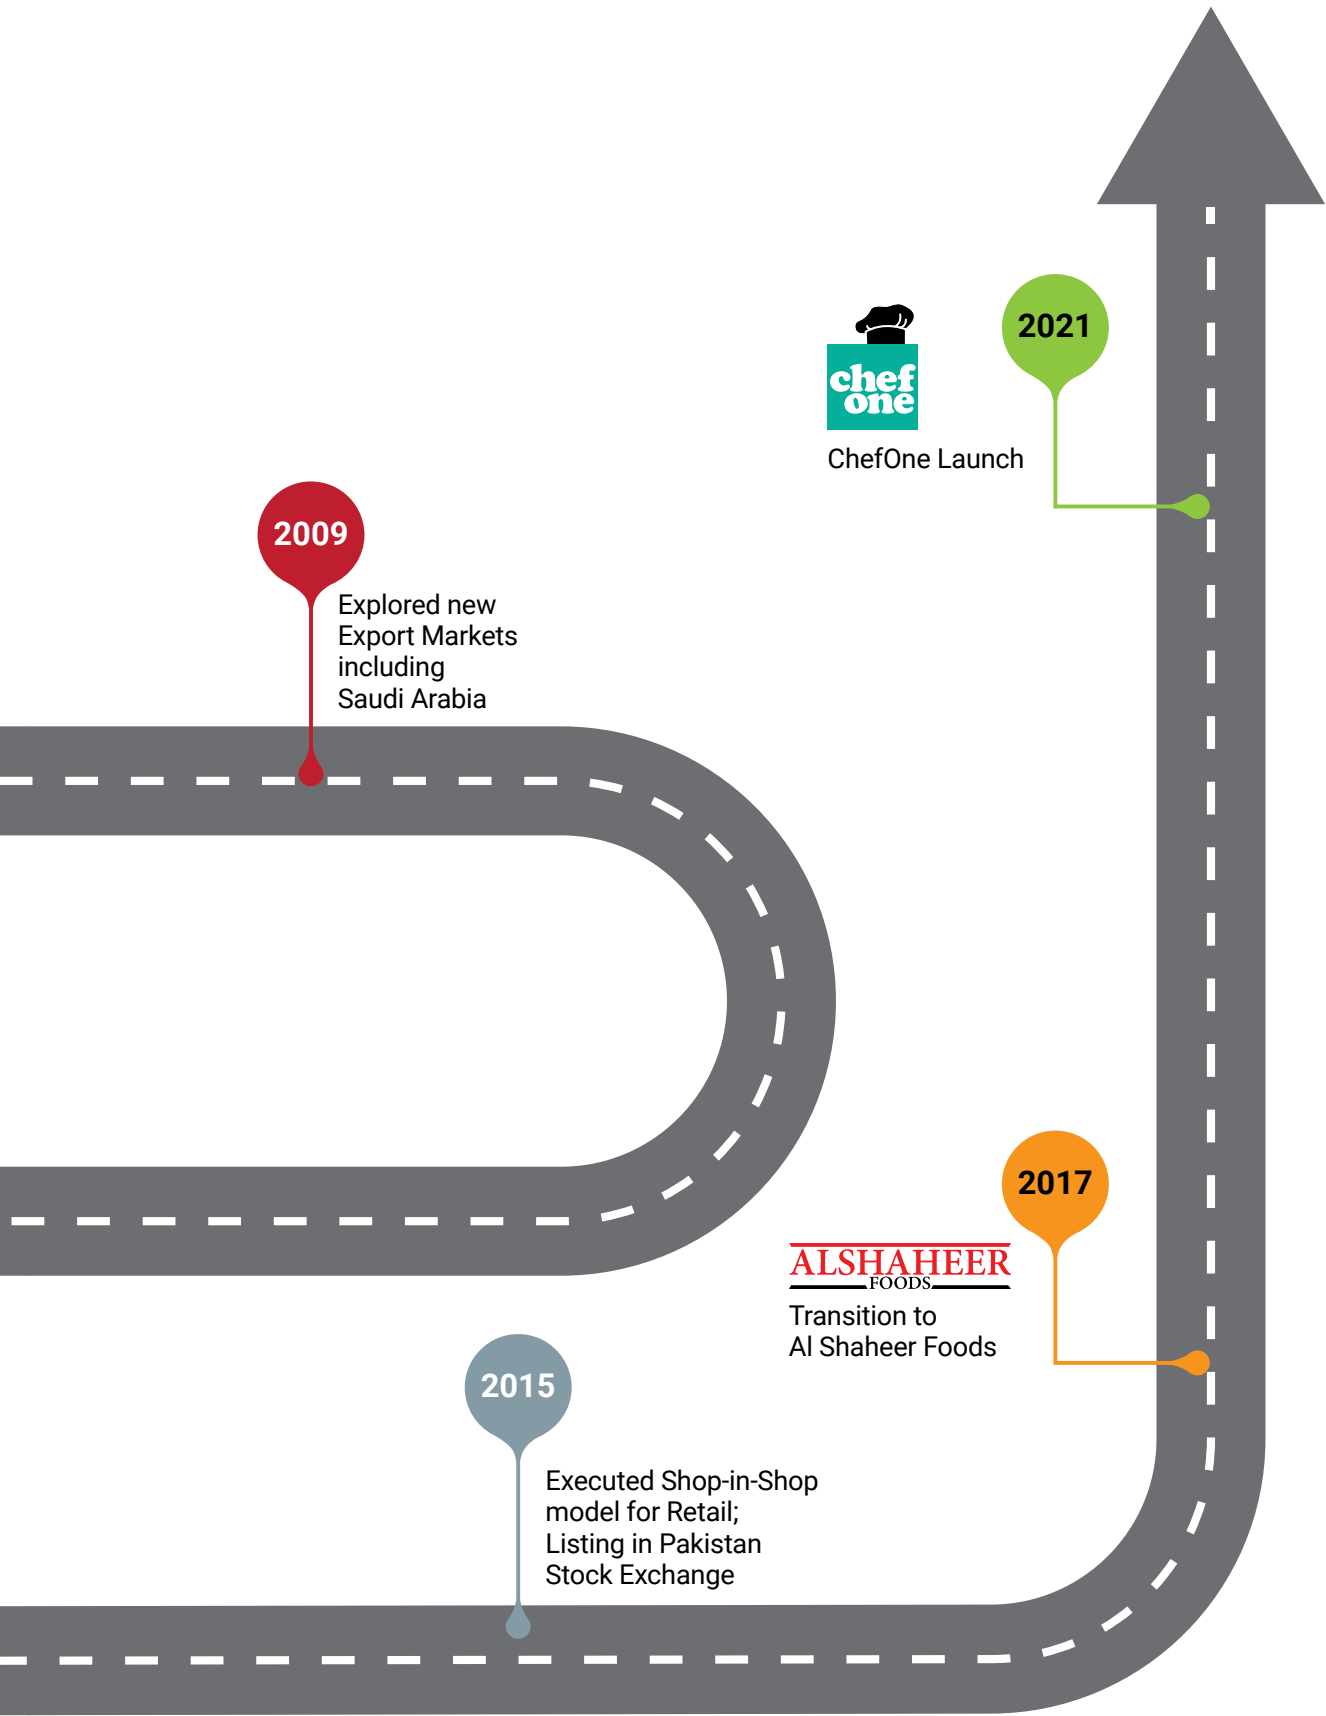 2021
chef
one
ChefOne Launch
2009
Explored new
Export Markets
including
Saudi Arabia
2017
ALSHAHEER
FOODS
Transition to
Al Shaheer Foods
2015
Executed Shop-in-Shop
model for Retail;
Listing in Pakistan
Stock Exchange